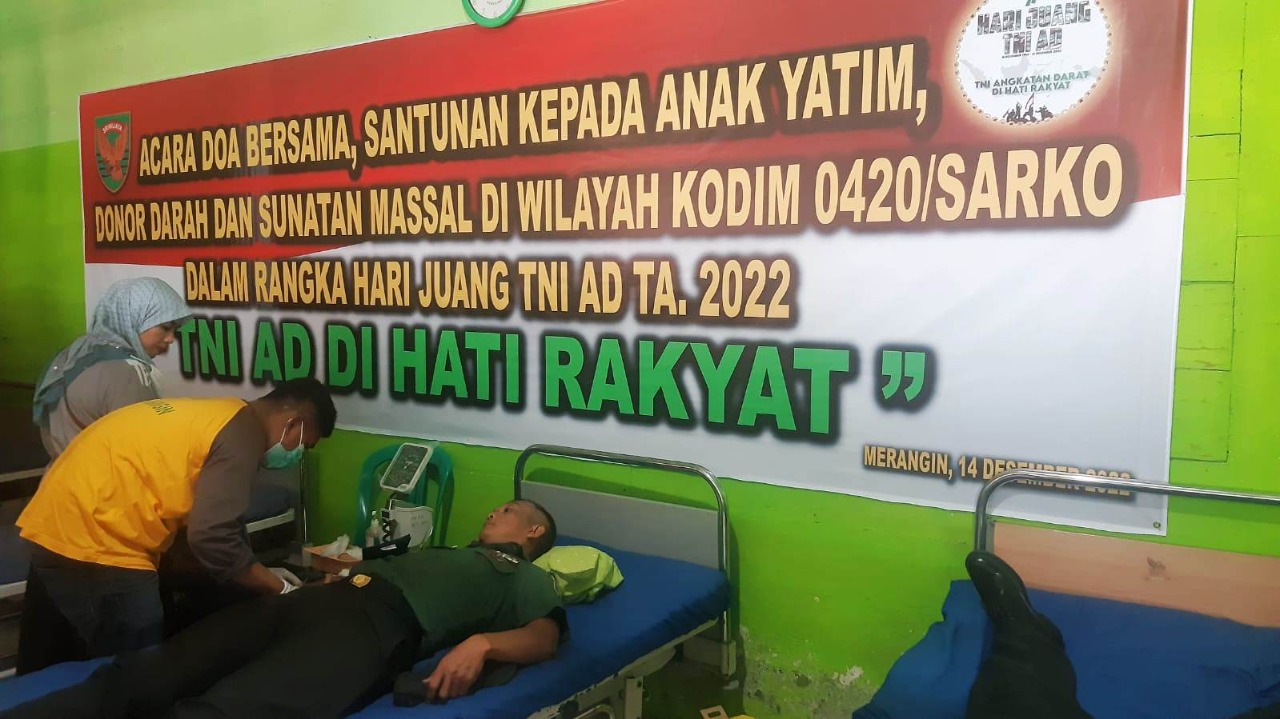 HARI JUANG
TNI AD
TNI ANGKATAN DARAT
DI HATI RAKYAT
SRIWIJAYA
ACARA DOA BERSAMA, SANTUNAN KEPADA ANAK YATIM,
DONOR DARAH DAN SUNATAN MASSAL DI WILAYAH KODIM 0420/SARKO
DALAM RANGKA HARI JUANG TNI AD TA. 2022
TNI AD DI HATI RAKYAT ”
MERANGIN, 14 DESEMBER 2022